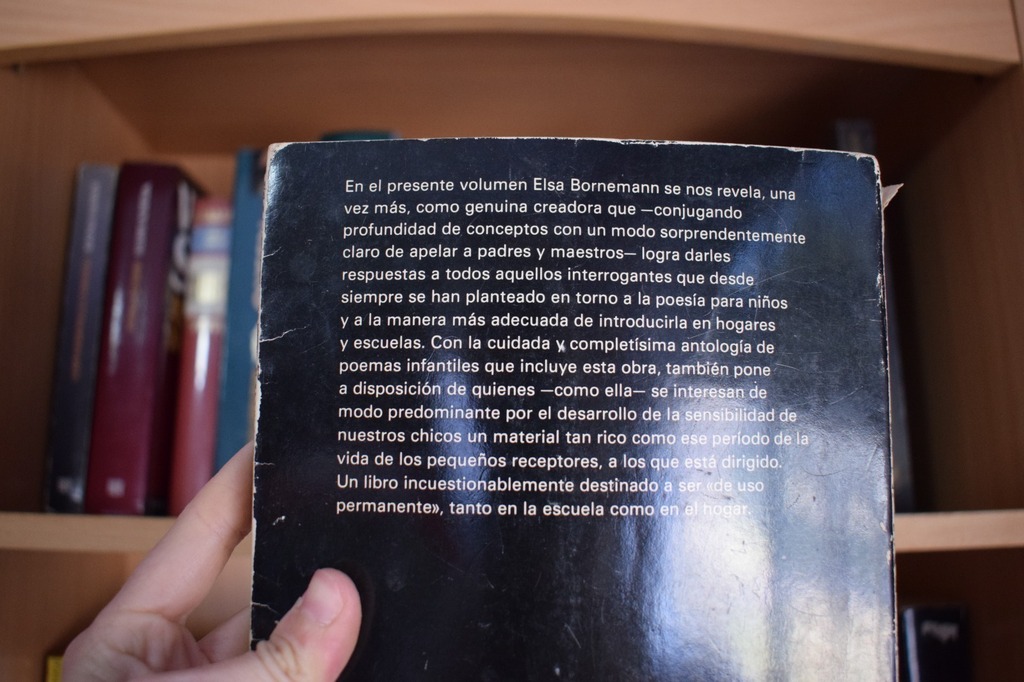 En el presente volumen Elsa Bornemann se nos revela, una
vez más, como genuina creadora que —conjugando
profundidad de conceptos con un modo sorprendentemente
claro de apelar a padres y maestros— logra darles
respuestas a todos aquellos interrogantes que desde
siempre se han planteado en torno a la poesía para niños
y a la manera más adecuada de introducirla en hogares
y escuelas. Con la cuidada y completísima antología de
poemas infantiles que incluye esta obra, también pone
a disposición de quienes —como ella— se interesan de
modo predominante por el desarrollo de la sensibilidad de
nuestros chicos un material tan rico como ese período de la
vida de los pequeños receptores, a los que está dirigido.
Un libro incuestionablemente destinado a ser «de uso
permanente», tanto en la escuela como en el hogar.